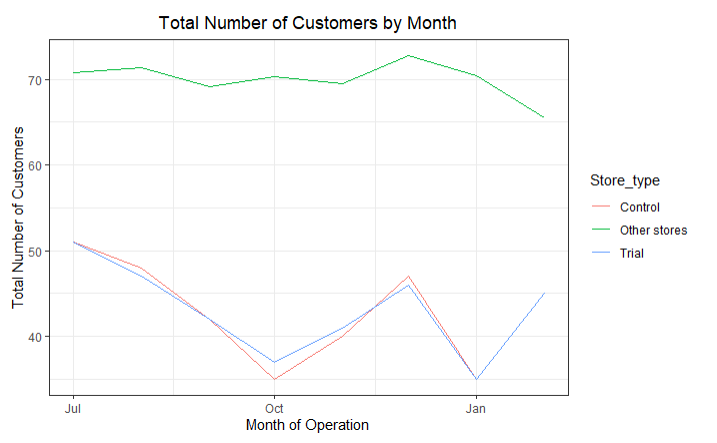 Total Number of Customers by Month
Total Number of Customers
70
60
50
40
Jul
Oct
Jan
Month of Operation
Store_type
Control
Other stores
Trial